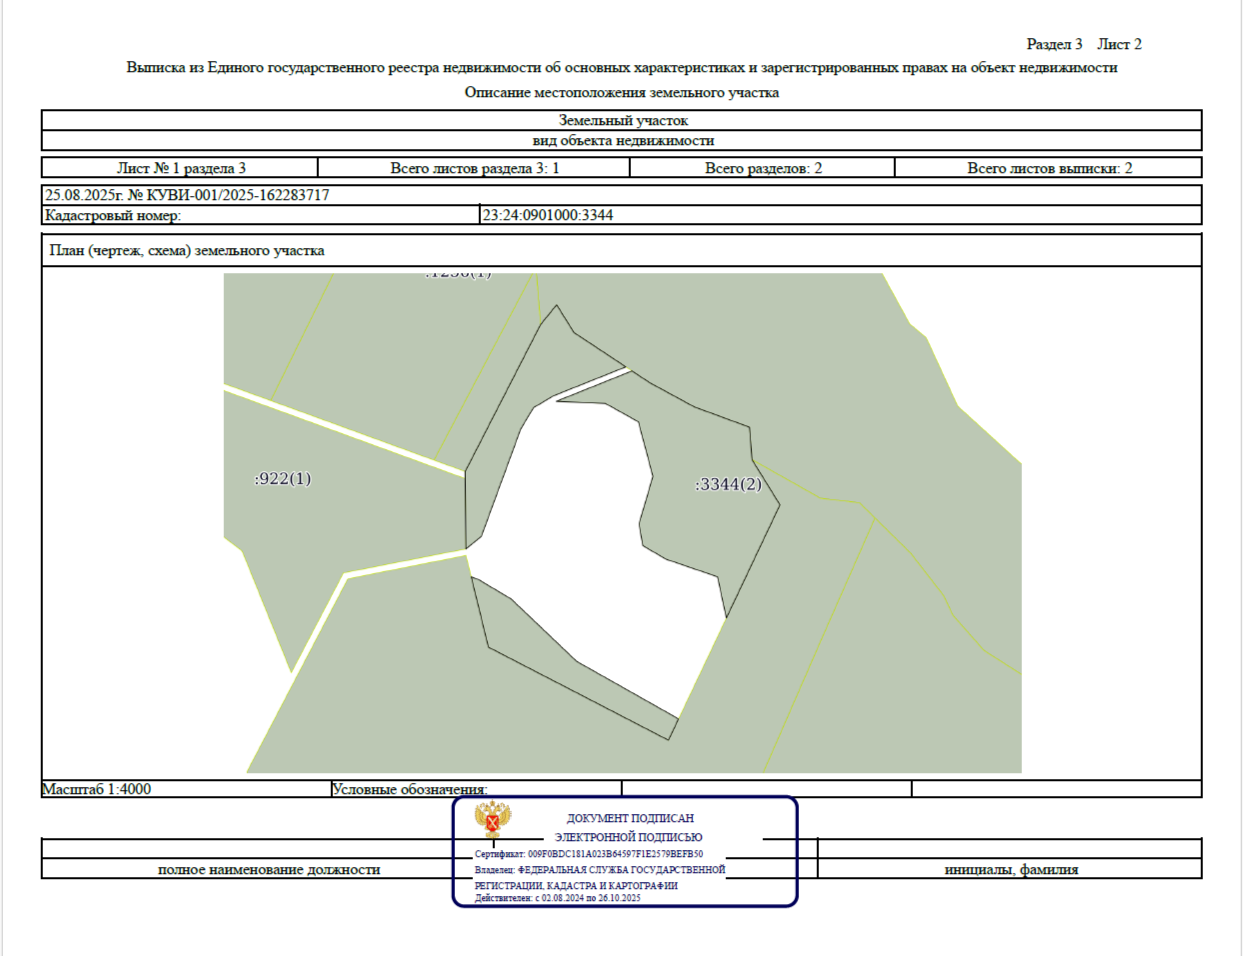 Раздел 3 Лист 2
Выписка из Единого государственного реестра недвижимости об основных характеристиках и зарегистрированных правах на объект недвижимости
Описание местоположения земельного участка
Земельный участок
вид объекта недвижимости
Лист № 1 раздела 3 Всего листов раздела 3: 1 Всего разделов: 2 Всего листов выписки: 2
25.08.2025г. № КУВИ-001/2025-162283717
Кадастровый номер: 23:24:0901000:3344
План (чертеж, схема) земельного участка
:1256(1)
:922(1)
:3344(2)
Масштаб 1:4000 Условные обозначения:
ДОКУМЕНТ ПОДПИСАН
ЭЛЕКТРОННОЙ ПОДПИСЬЮ
Сертификат: 009F0BDC181A023B64597F1E2579BEFB50
Владелец: ФЕДЕРАЛЬНАЯ СЛУЖБА ГОСУДАРСТВЕННОЙ
РЕГИСТРАЦИИ, КАДАСТРА И КАРТОГРАФИИ
Действителен: с 02.08.2024 по 26.10.2025
полное наименование должности инициалы, фамилия